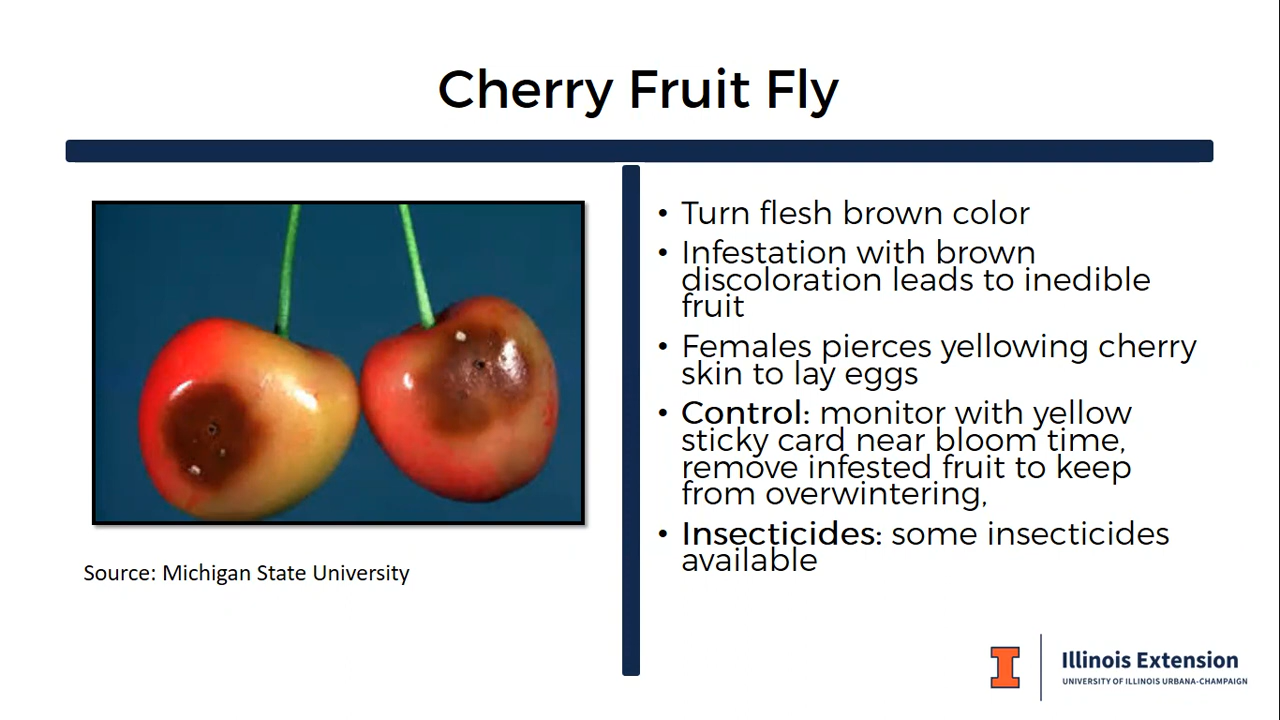 Cherry Fruit Fly
• Turn flesh brown color
• Infestation with brown
discoloration leads to inedible
fruit
• Females pierces yellowing cherry
skin to lay eggs
• Control: monitor with yellow
sticky card near bloom time,
remove infested fruit to keep
from overwintering,
• Insecticides: some insecticides
available
Source: Michigan State University
I
Illinois Extension
UNIVERSITY OF ILLINOIS URBANA-CHAMPAIGN